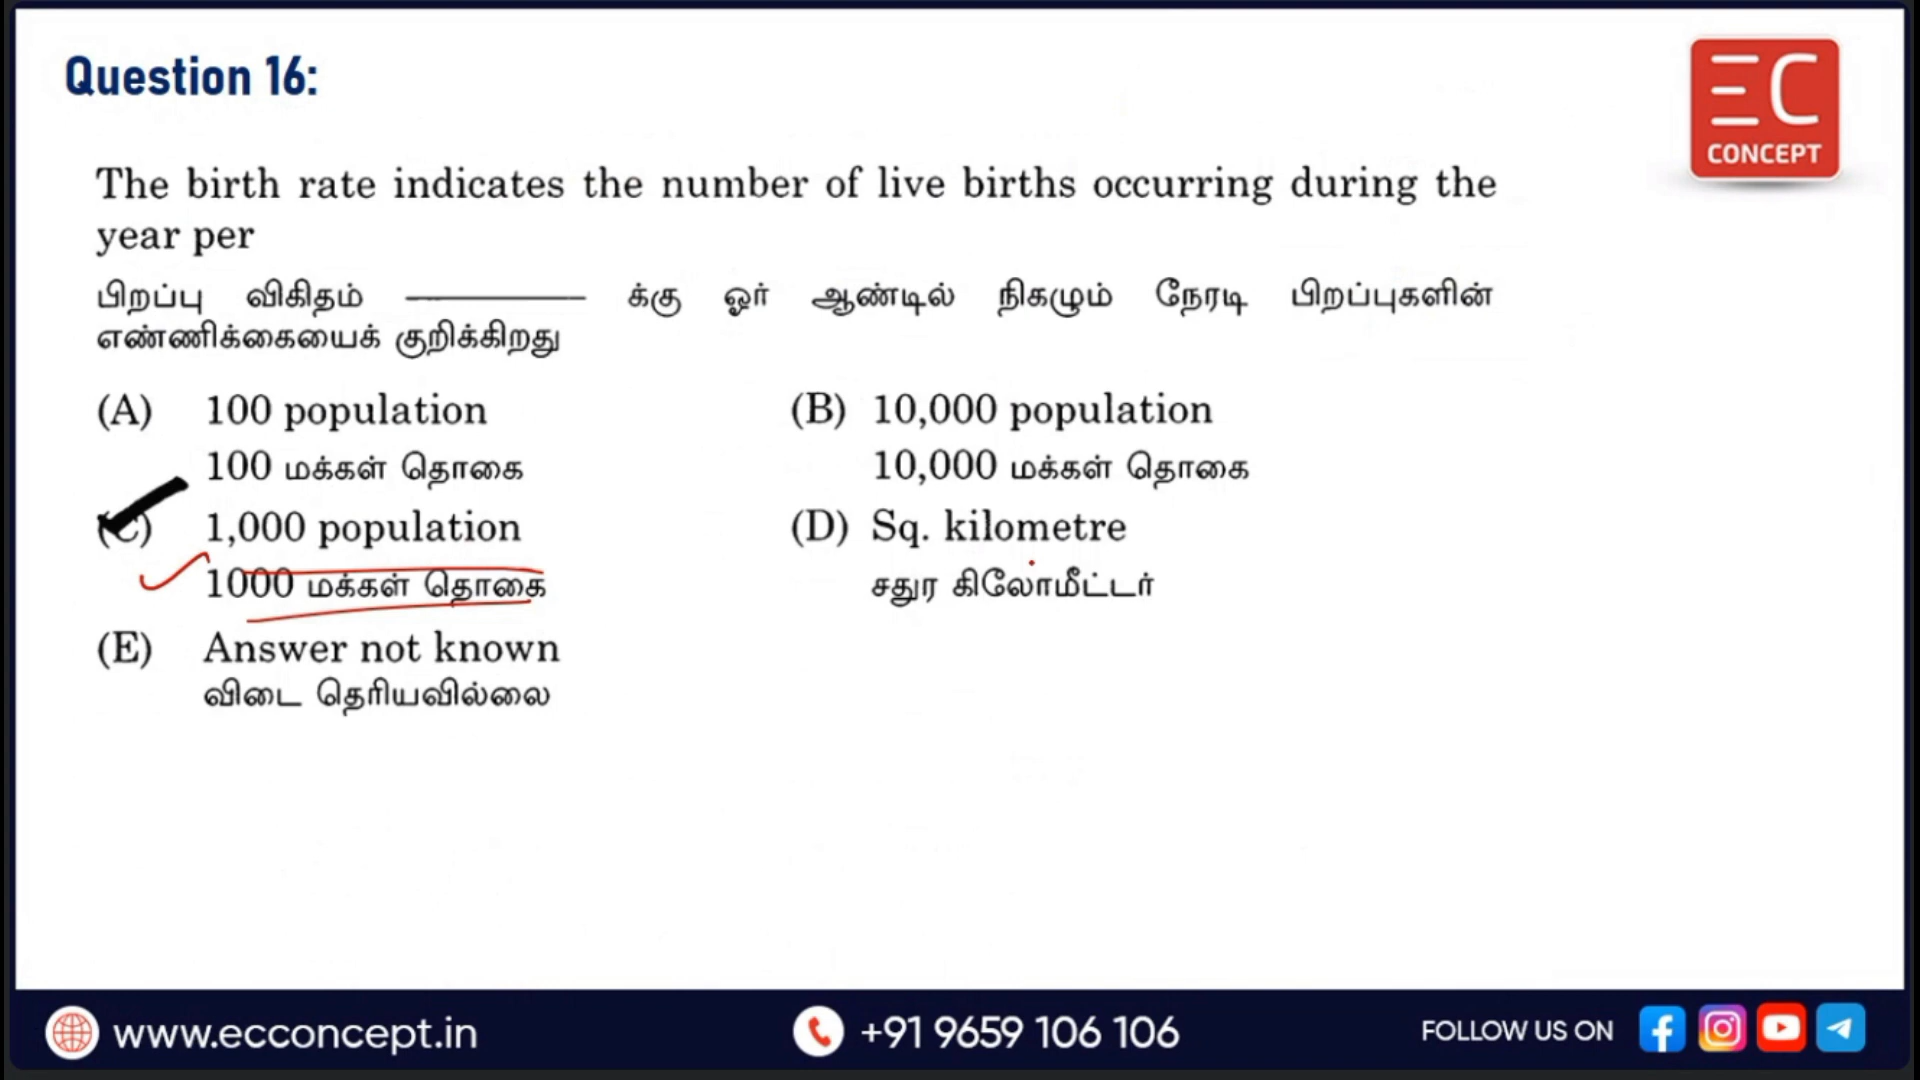 Question 16:
EC
CONCEPT
The birth rate indicates the number of live births occurring during the
year per
பிறப்பு விகிதம் ———— க்கு ஓர் ஆண்டில் நிகழும் நேரடி பிறப்புகளின்
எண்ணிக்கையைக் குறிக்கிறது
(A) 100 population
100 மக்கள் தொகை
(B) 10,000 population
10,000 மக்கள் தொகை
(C) 1,000 population
1000 மக்கள் தொகை
(D) Sq. kilometre
சதுர கிலோமீட்டர்
(E) Answer not known
விடை தெரியவில்லை
www.ecconcept.in
+91 9659 106 106
FOLLOW US ON